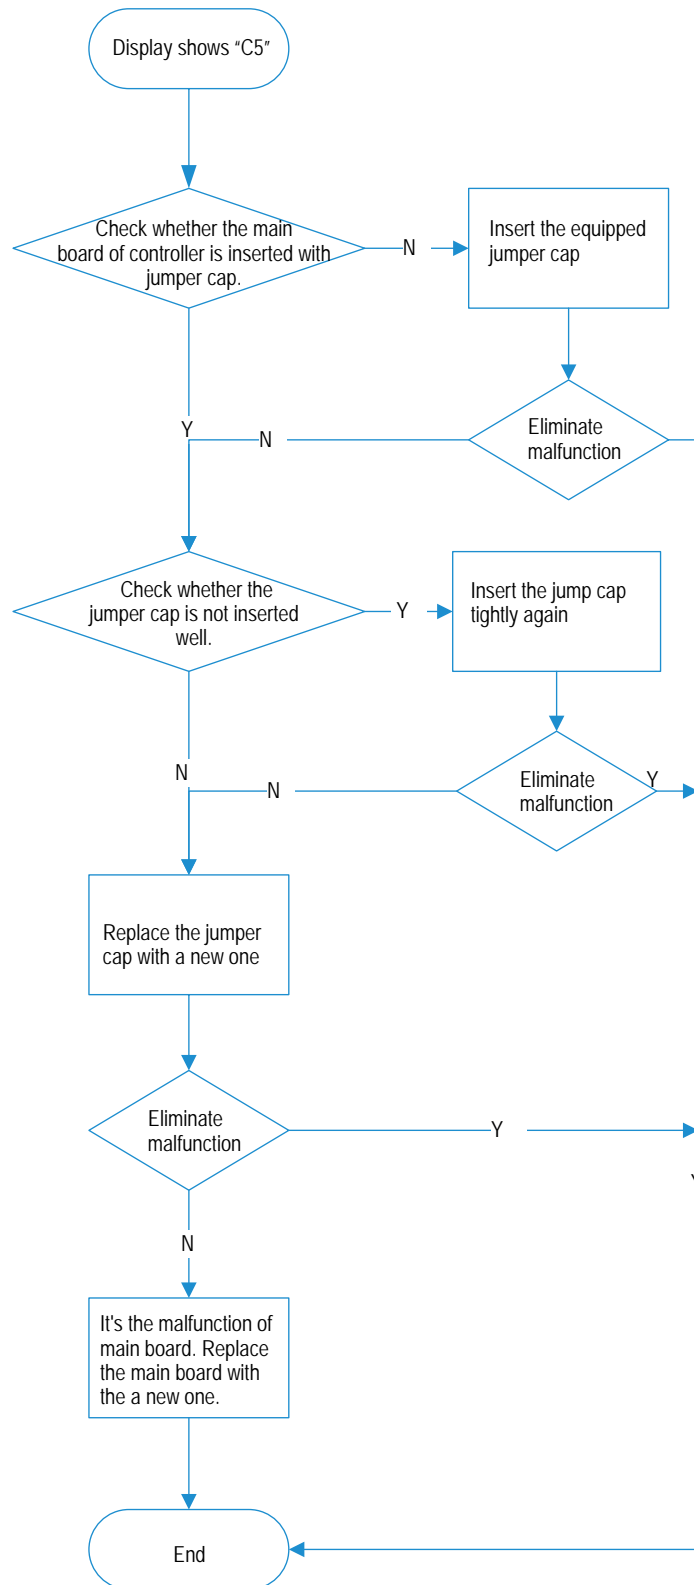 Display shows “C5”
Check whether the main
board of controller is inserted with
jumper cap.
N
Insert the equipped
jumper cap
Y
N
Eliminate
malfunction
Check whether the
jumper cap is not inserted
well.
Y
Insert the jump cap
tightly again
N
N
Eliminate
malfunction
Y
Replace the jumper
cap with a new one
Eliminate
malfunction
Y
Y
N
It's the malfunction of
main board. Replace
the main board with
the a new one.
End